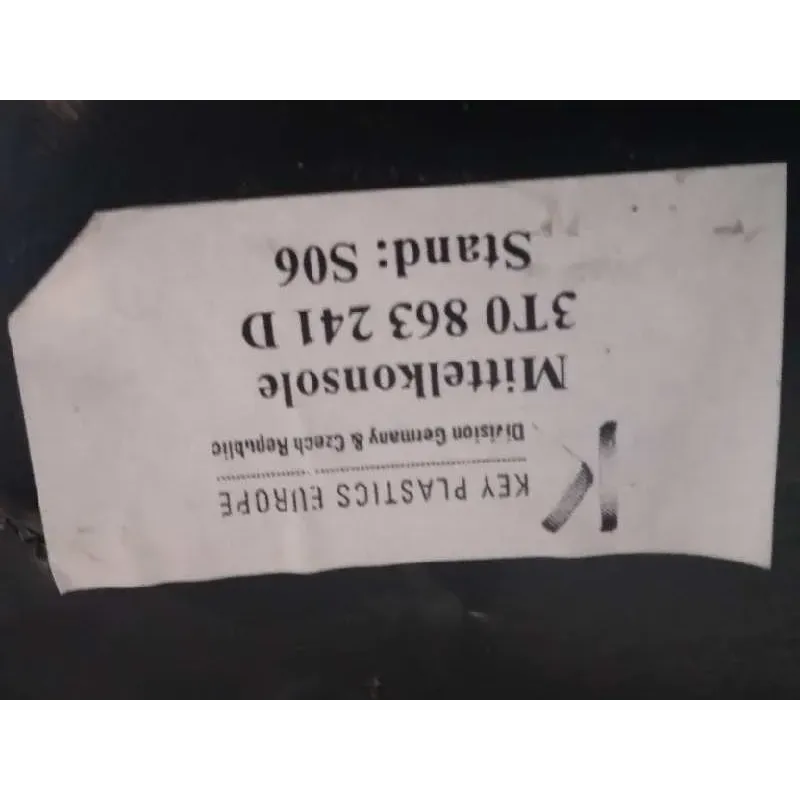 KEY PLASTICS EUROPE
Division Germany & Czech Republic
Mittelkonsole
3T0 863 241 D
Stand: S06